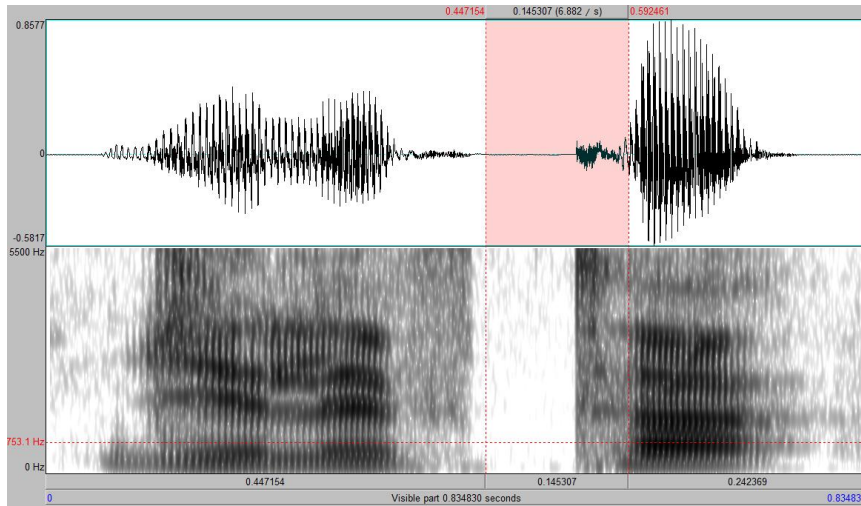 0.447154 0.145307 (6.882 / s) 0.592461
0.8577
0
-0.5817
5500 Hz
753.1 Hz
0 Hz
0.447154 0.145307 0.242369
0 Visible part 0.834830 seconds 0.83483